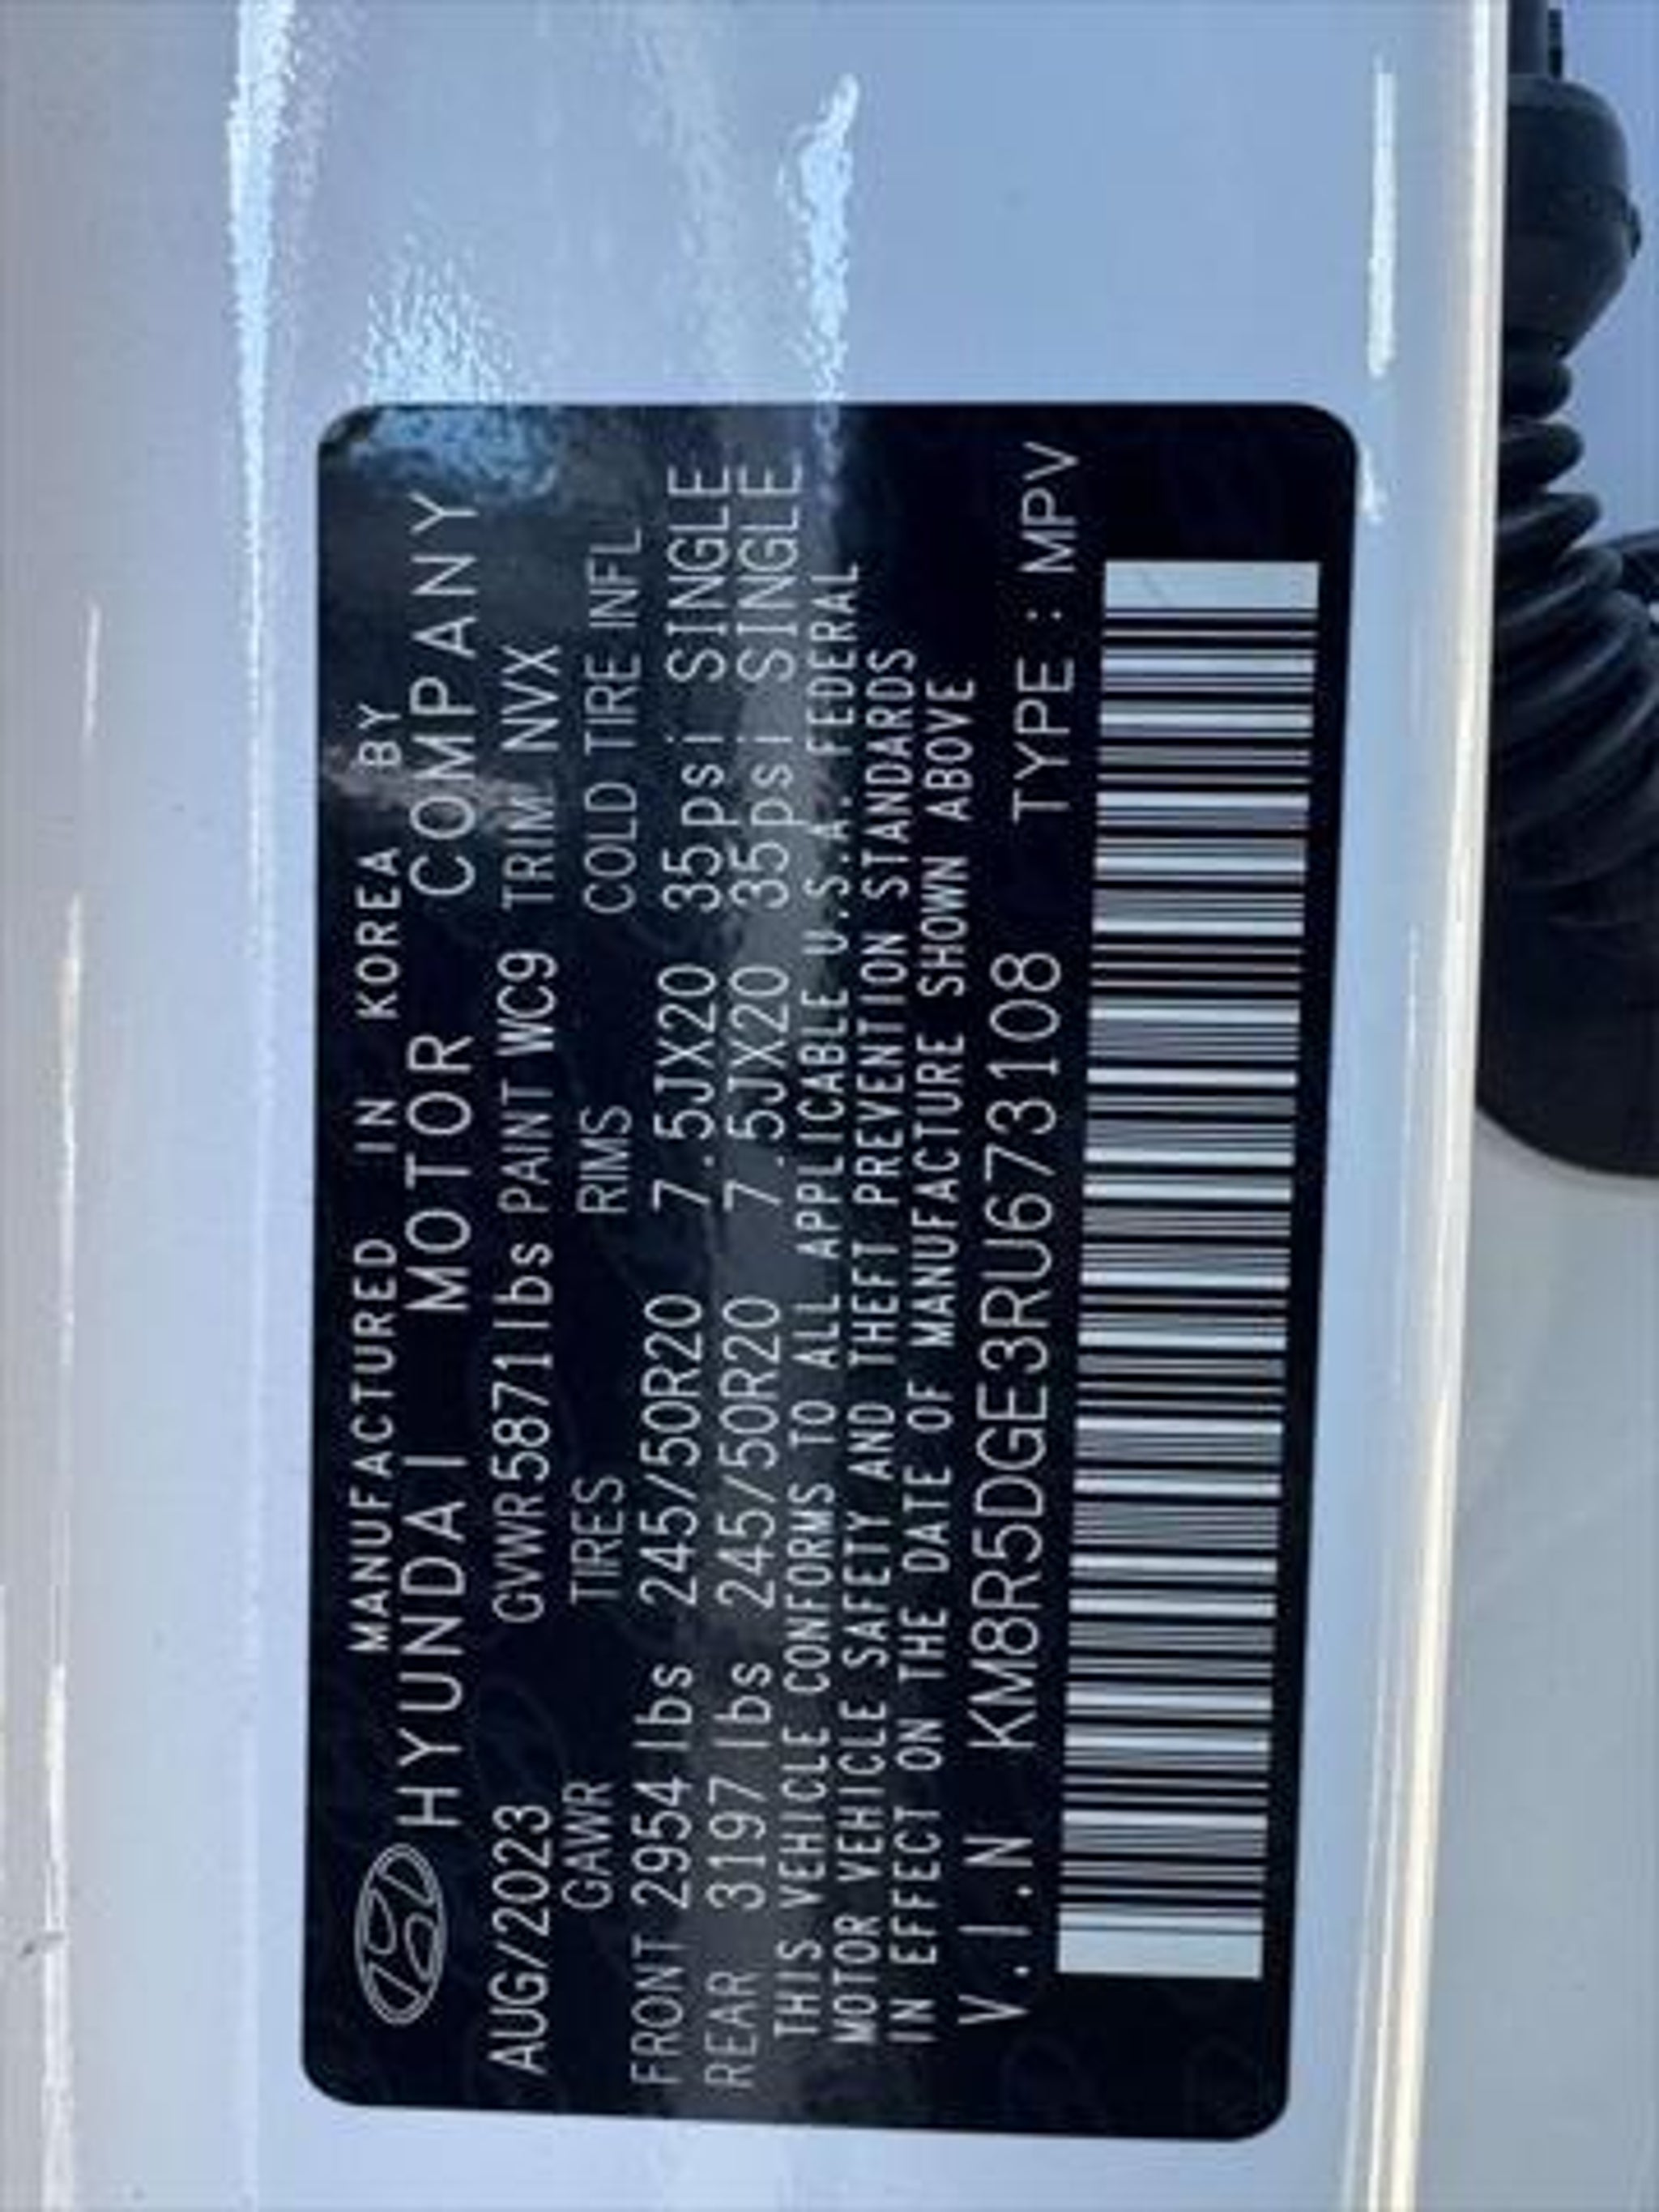 MANUFACTURED IN KOREA BY
HYUNDAI MOTOR COMPANY
AUG/2023 GVWR5871lbs PAINT WC9 TRIM NVX
GAWR TIRES RIMS COLD TIRE INFL
FRONT 2954 lbs 245/50R20 7.5JX20 35psi SINGLE
REAR 3197 lbs 245/50R20 7.5JX20 35psi SINGLE
THIS VEHICLE CONFORMS TO ALL APPLICABLE U.S.A. FEDERAL
MOTOR VEHICLE SAFETY AND THEFT PREVENTION STANDARDS
IN EFFECT ON THE DATE OF MANUFACTURE SHOWN ABOVE
V.I.N KM8R5DGE3RU673108 TYPE : MPV